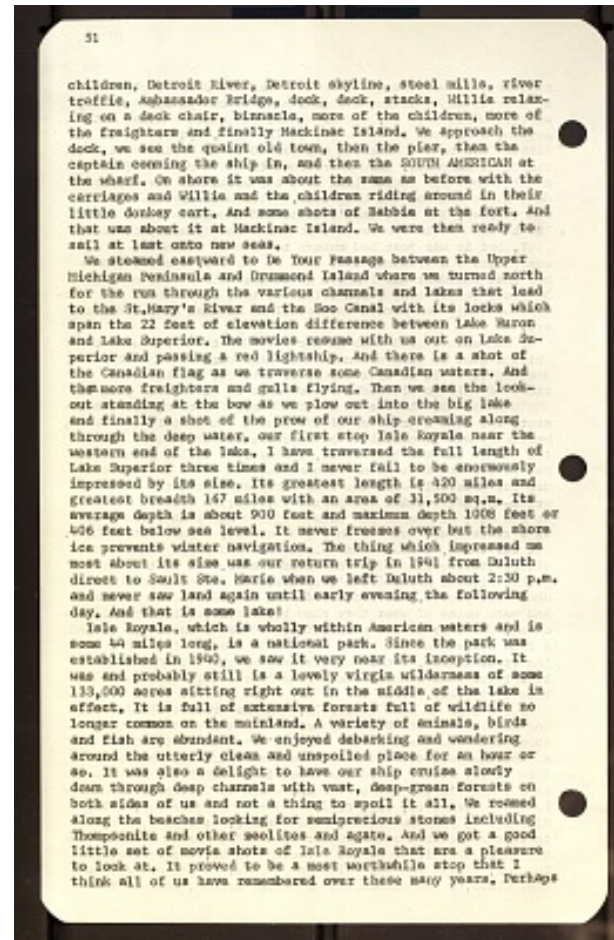 51
children, Detroit River, Detroit skyline, steel mills, river
traffic, Ambassador Bridge, dock, deck, stacks, Willie relax-
ing on a deck chair, binnacle, more of the children, more of
the freighters and finally Mackinac Island. We approach the
dock, we see the quaint old town, then the pier, then the
captain conning the ship in, and then the SOUTH AMERICAN at
the wharf. On shore it was about the same as before with the
carriages and Willie and the children riding around in their
little donkey cart. And some shots of Babbie at the fort. And
that was about it at Mackinac Island. We were then ready to
sail at last onto new seas.
We steamed eastward to De Tour Passage between the Upper
Michigan Peninsula and Drummond Island where we turned north
for the run through the various channels and lakes that lead
to the St.Mary's River and the Soo Canal with its locks which
span the 22 feet of elevation difference between Lake Huron
and Lake Superior. The movies resume with us out on Lake Su-
perior and passing a red lightship. And there is a shot of
the Canadian flag as we traverse some Canadian waters. And
then more freighters and gulls flying. Then we see the look-
out standing at the bow as we plow out into the big lake
and finally a shot of the prow of our ship creaming along
through the deep water, our first stop Isle Royale near the
western end of the lake. I have traversed the full length of
Lake Superior three times and I never fail to be enormously
impressed by its size. Its greatest length is 420 miles and
greatest breadth 167 miles with an area of 31,500 sq.m. Its
average depth is about 900 feet and maximum depth 1008 feet or
406 feet below sea level. It never freezes over but the shore
ice prevents winter navigation. The thing which impressed me
most about its size was our return trip in 1941 from Duluth
direct to Sault Ste. Marie when we left Duluth about 2:30 p.m.
and never saw land again until early evening the following
day. And that is some lake!
Isle Royale, which is wholly within American waters and is
some 44 miles long, is a national park. Since the park was
established in 1940, we saw it very near its inception. It
was and probably still is a lovely virgin wilderness of some
133,000 acres sitting right out in the middle of the lake in
effect. It is full of extensive forests full of wildlife no
longer common on the mainland. A variety of animals, birds
and fish are abundant. We enjoyed debarking and wandering
around the utterly clean and unspoiled place for an hour or
so. It was also a delight to have our ship cruise slowly
down through deep channels with vast, deep-green forests on
both sides of us and not a thing to spoil it all. We roamed
along the beaches looking for semiprecious stones including
Thompsonite and other zeolites and agate. And we got a good
little set of movie shots of Isle Royale that are a pleasure
to look at. It proved to be a most worthwhile stop that I
think all of us have remembered over these many years. Perhaps